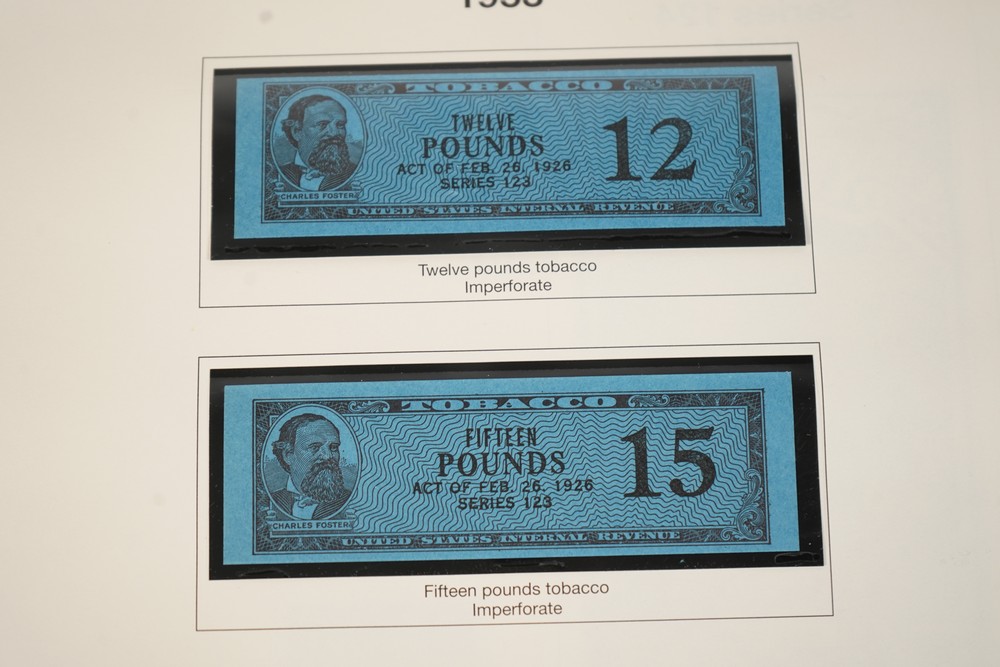 TOBACCO
TWELVE
POUNDS
12
ACT OF FEB. 26, 1926
SERIES 123
CHARLES FOSTER
UNITED STATES INTERNAL REVENUE
Twelve pounds tobacco
Imperforate
TOBACCO
FIFTEEN
POUNDS
15
ACT OF FEB. 26, 1926
SERIES 123
CHARLES FOSTER
UNITED STATES INTERNAL REVENUE
Fifteen pounds tobacco
Imperforate